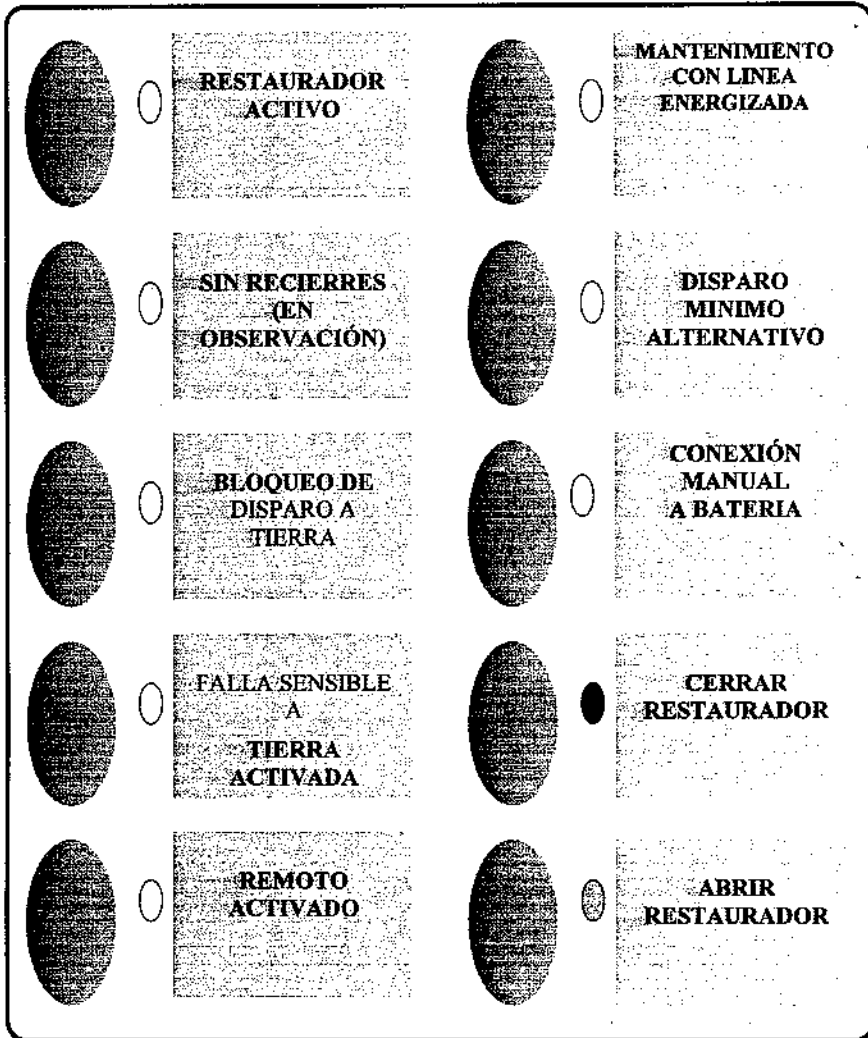 RESTAURADOR
ACTIVO
MANTENIMIENTO
CON LINEA
ENERGIZADA
SIN RECIERRES
(EN
OBSERVACIÓN)
DISPARO
MINIMO
ALTERNATIVO
BLOQUEO DE
DISPARO A
TIERRA
CONEXIÓN
MANUAL
A BATERIA
FALLA SENSIBLE
A
TIERRA
ACTIVADA
CERRAR
RESTAURADOR
REMOTO
ACTIVADO
ABRIR
RESTAURADOR